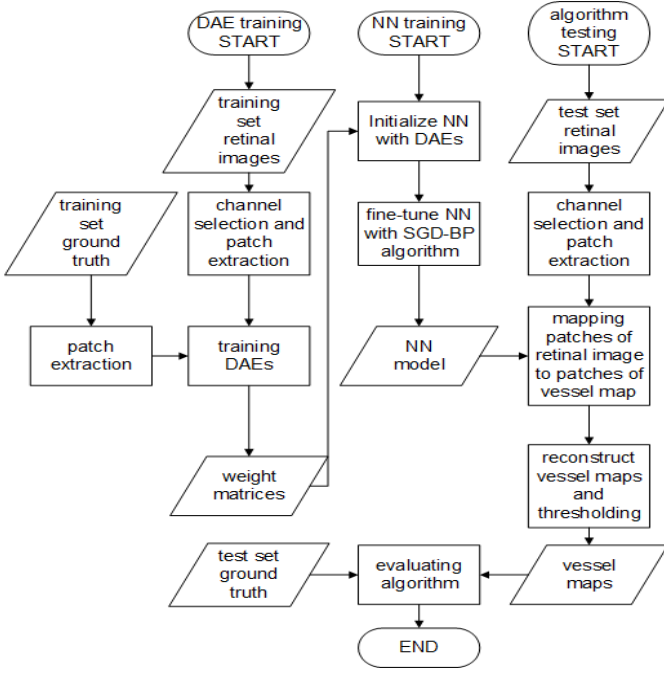 DAE training
START
training
set
retinal
images
training
set
ground
truth
channel
selection and
patch
extraction
patch
extraction
training
DAEs
weight
matrices
NN training
START
Initialize NN
with DAEs
fine-tune NN
with SGD-BP
algorithm
NN
model
algorithm
testing
START
test set
retinal
images
channel
selection and
patch
extraction
mapping
patches of
retinal image
to patches of
vessel map
reconstruct
vessel maps
and
thresholding
vessel
maps
test set
ground
truth
evaluating
algorithm
END